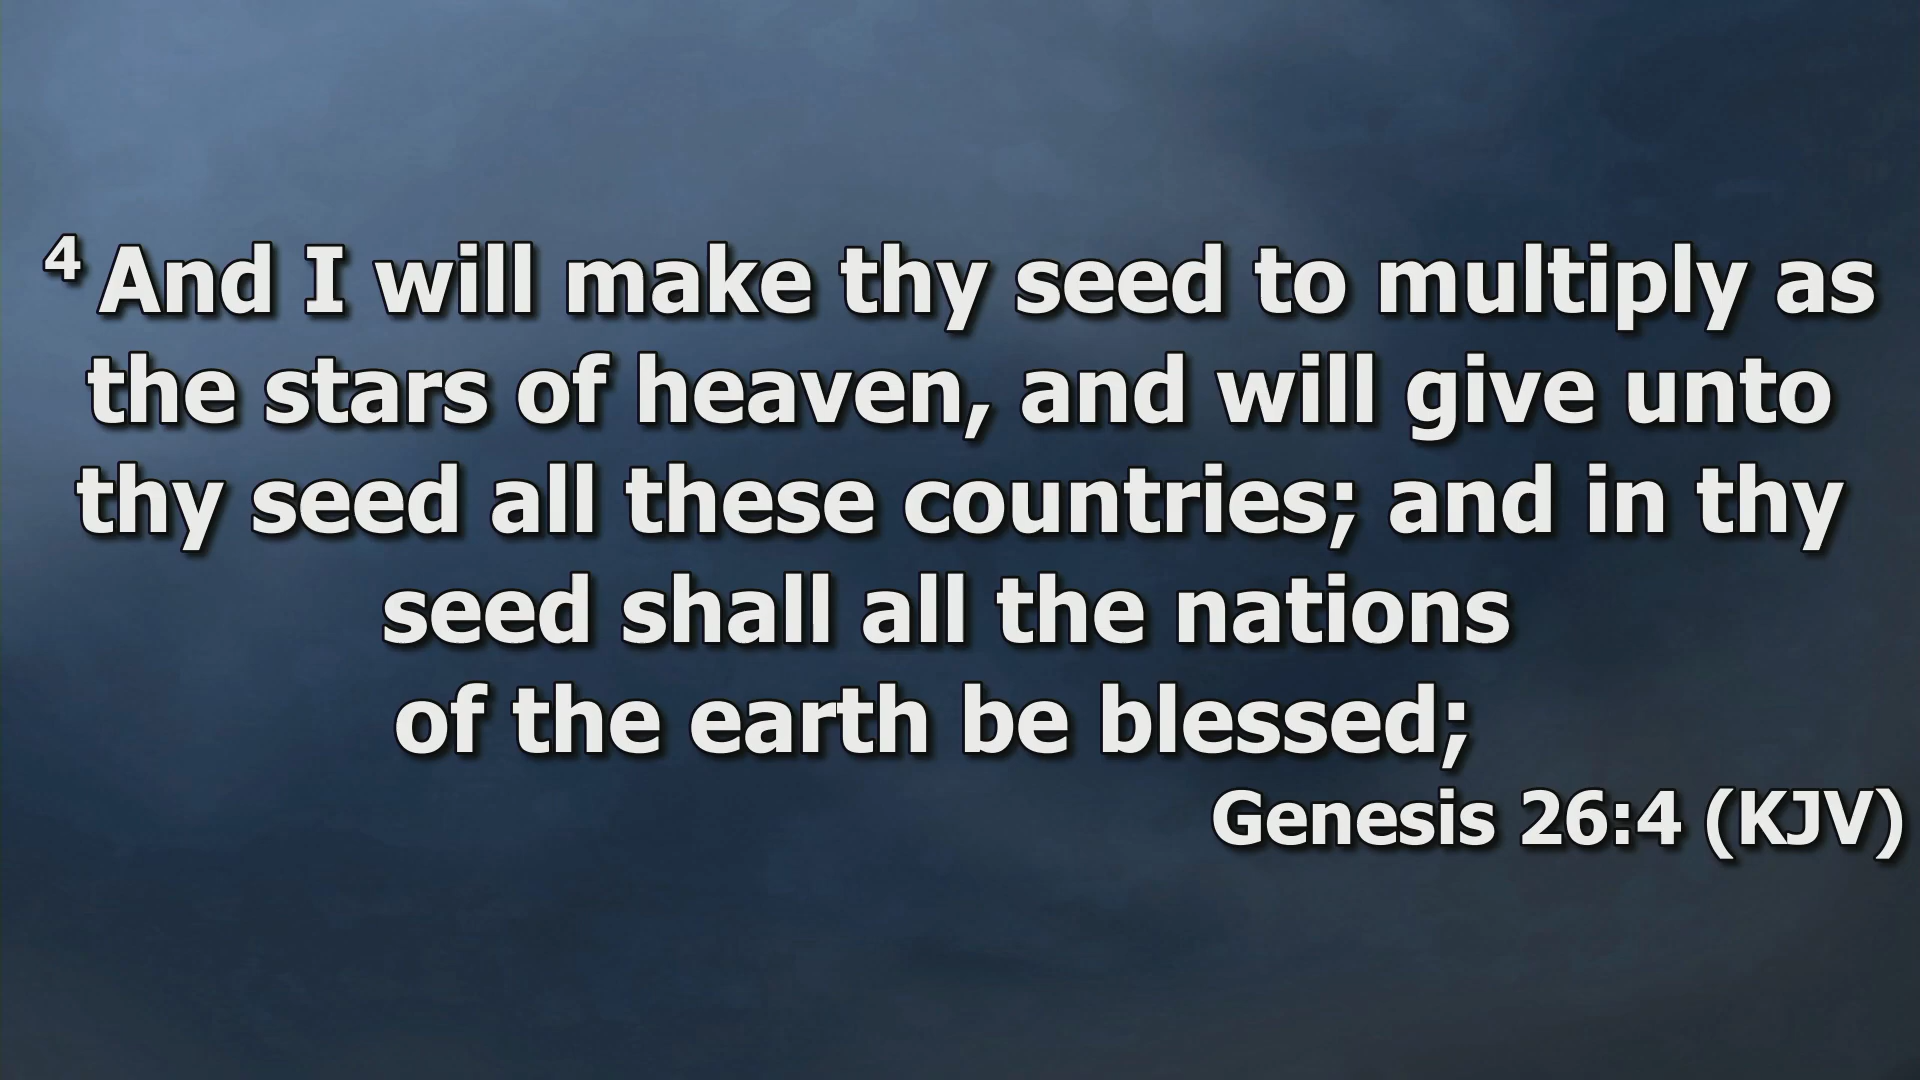 4 And I will make thy seed to multiply as
the stars of heaven, and will give unto
thy seed all these countries; and in thy
seed shall all the nations
of the earth be blessed;
Genesis 26:4 (KJV)